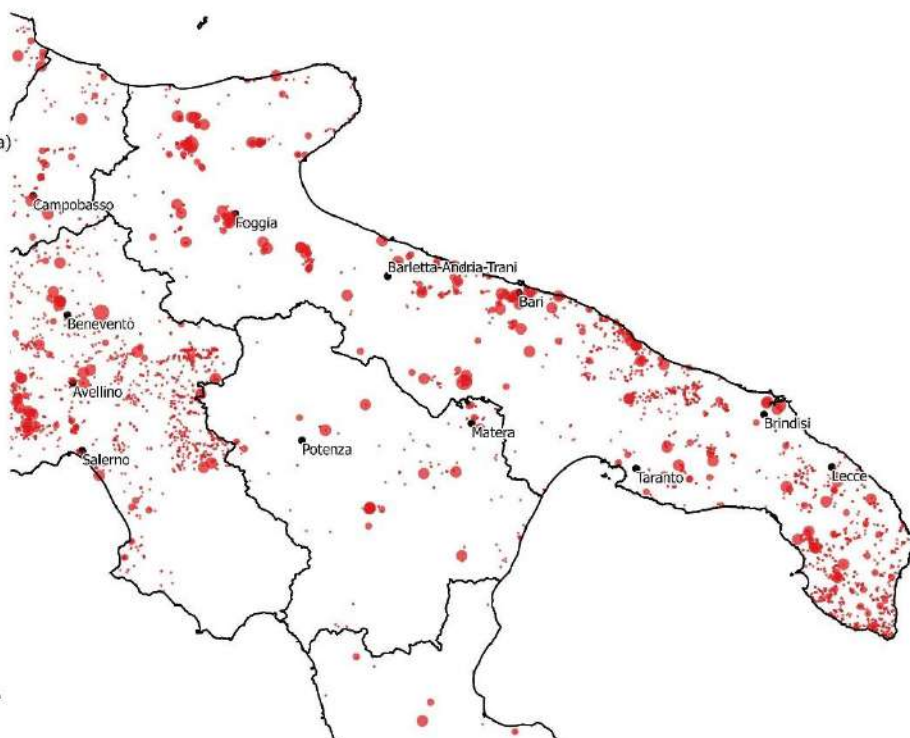 a)
Campobasso
Foggia
Barletta-Andria-Trani
Bari
Benevento
Avellino
Brindisi
Matera
Potenza
Salerno
Taranto
Lecce